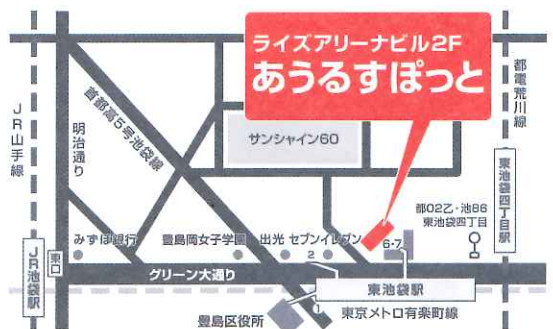 ライズアリーナビル2F
あうるすぽっと
都電荒川線
JR山手線
首都高5号池袋線
明治通り
サンシャイン60
東池袋四丁目駅
都02乙・池86
東池袋四丁目
みずほ銀行
豊島岡女子学園
出光
セブンイレブン
6・7
2
JR池袋駅
東口
グリーン大通り
東池袋駅
1
豊島区役所
東京メトロ有楽町線